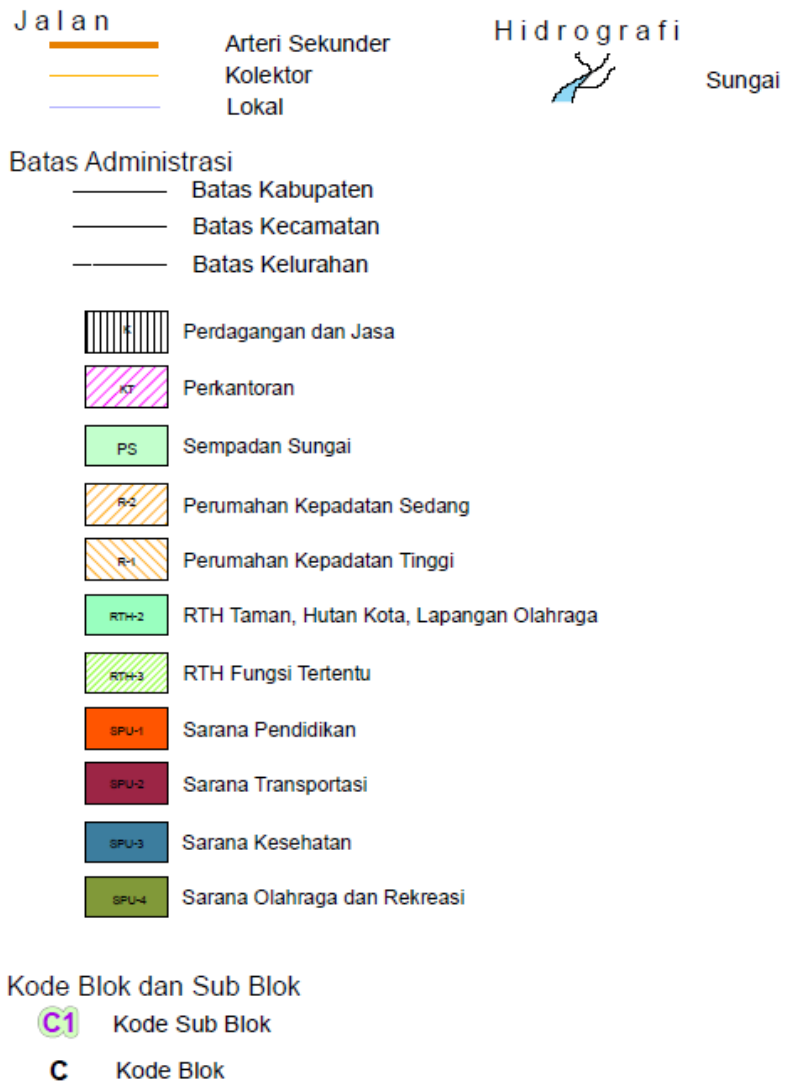 Jalan
Arteri Sekunder
Kolektor
Lokal
Hidrografi
Sungai
Batas Administrasi
Batas Kabupaten
Batas Kecamatan
Batas Kelurahan
K Perdagangan dan Jasa
KT Perkantoran
PS Sempadan Sungai
R-2 Perumahan Kepadatan Sedang
R-1 Perumahan Kepadatan Tinggi
RTH-2 RTH Taman, Hutan Kota, Lapangan Olahraga
RTH-3 RTH Fungsi Tertentu
SPU-1 Sarana Pendidikan
SPU-2 Sarana Transportasi
SPU-3 Sarana Kesehatan
SPU-4 Sarana Olahraga dan Rekreasi
Kode Blok dan Sub Blok
C1 Kode Sub Blok
C Kode Blok